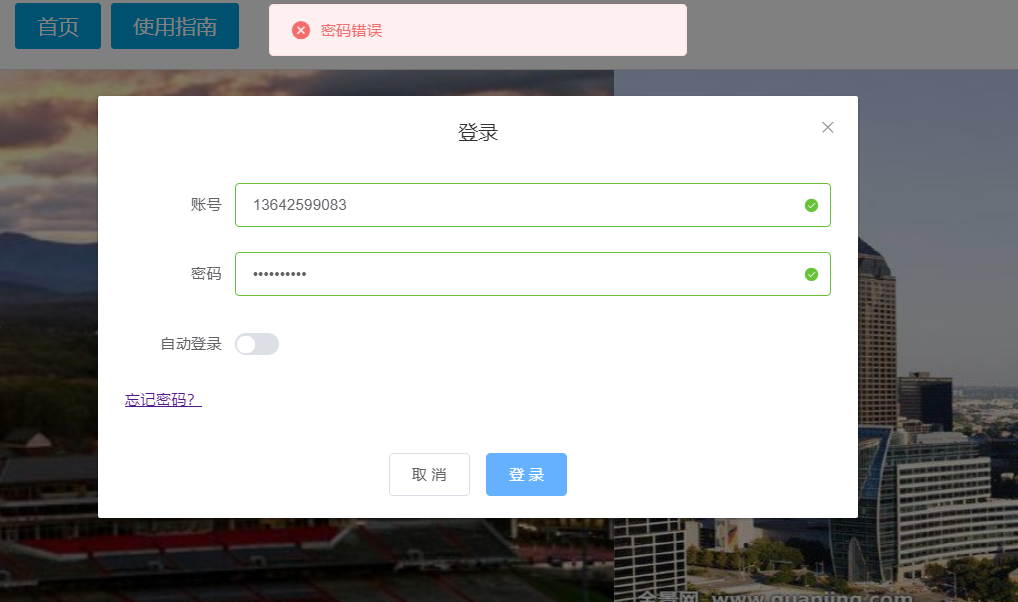 首页
使用指南
密码错误
登录
账号
13642599083
密码
••••••••••
自动登录
忘记密码?
取 消
登 录
全景网 www.quanjing.com